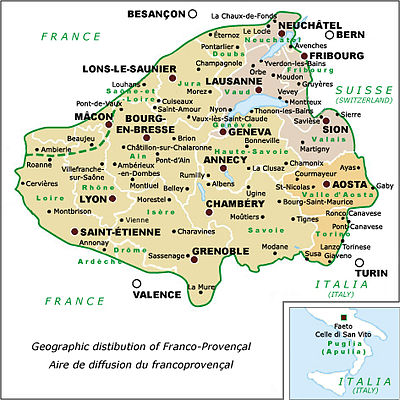 BESANÇON
La Chaux-de-Fonds
NEUCHÂTEL
Éternoz
Le Lode
Neuchâtel
BERN
FRANCE
Pontarlier
Doubs
Avenches
FRIBOURG
Champagnole
Yverdon-les-Bains
LONS-LE-SAUNIER
Orbe
Moudon
Fribourg
Louhans
Jura
LAUSANNE
Gruyères
SUISSE
(SWITZERLAND)
Saône-et-Loire
Vaud
Vevey
Pont-de-Vaux
Cuiseaux
Montreux
Saint-Amour
Nyon
Thonon-les-Bains
Sierre
MÂCON
BOURG-EN-BRESSE
Vaux-lès-Saint-Claude
Savièse
SION
Genève
Brion
GENEVA
Valais
Ambierle
Beaujeu
Châtillon-sur-Chalaronne
Bonneville
Martigny
Ain
Haute-Savoie
Roanne
Villefranche-sur-Saône
Ambérieux-en-Dombes
Pont-d'Ain
ANNECY
La Clusaz
Chamonix
Ayas
Courmayeur
Cervières
Rhône
Montluel
Belley
Rumilly
Albens
St-Nicolas
AOSTA
Gaby
Loire
LYON
Morestel
Ugine
Bourg-Saint-Maurice
Valle d'Aosta
Montbrison
Isère
CHAMBÉRY
Ronco Canavese
Vienne
Moûtiers
Tignes
Pont-Canavese
SAINT-ÉTIENNE
Charavines
Savoie
Torino
Annonay
Drôme
Modane
Lanzo Torinese
Ardèche
Sassenage
GRENOBLE
Susa
Giaveno
TURIN
FRANCE
VALENCE
La Mure
ITALIA
(ITALY)
Geographic distibution of Franco-Provençal
Aire de diffusion du francoprovençal
Faeto
Celle di San Vito
Puglia
(Apulia)
ITALIA
(ITALY)